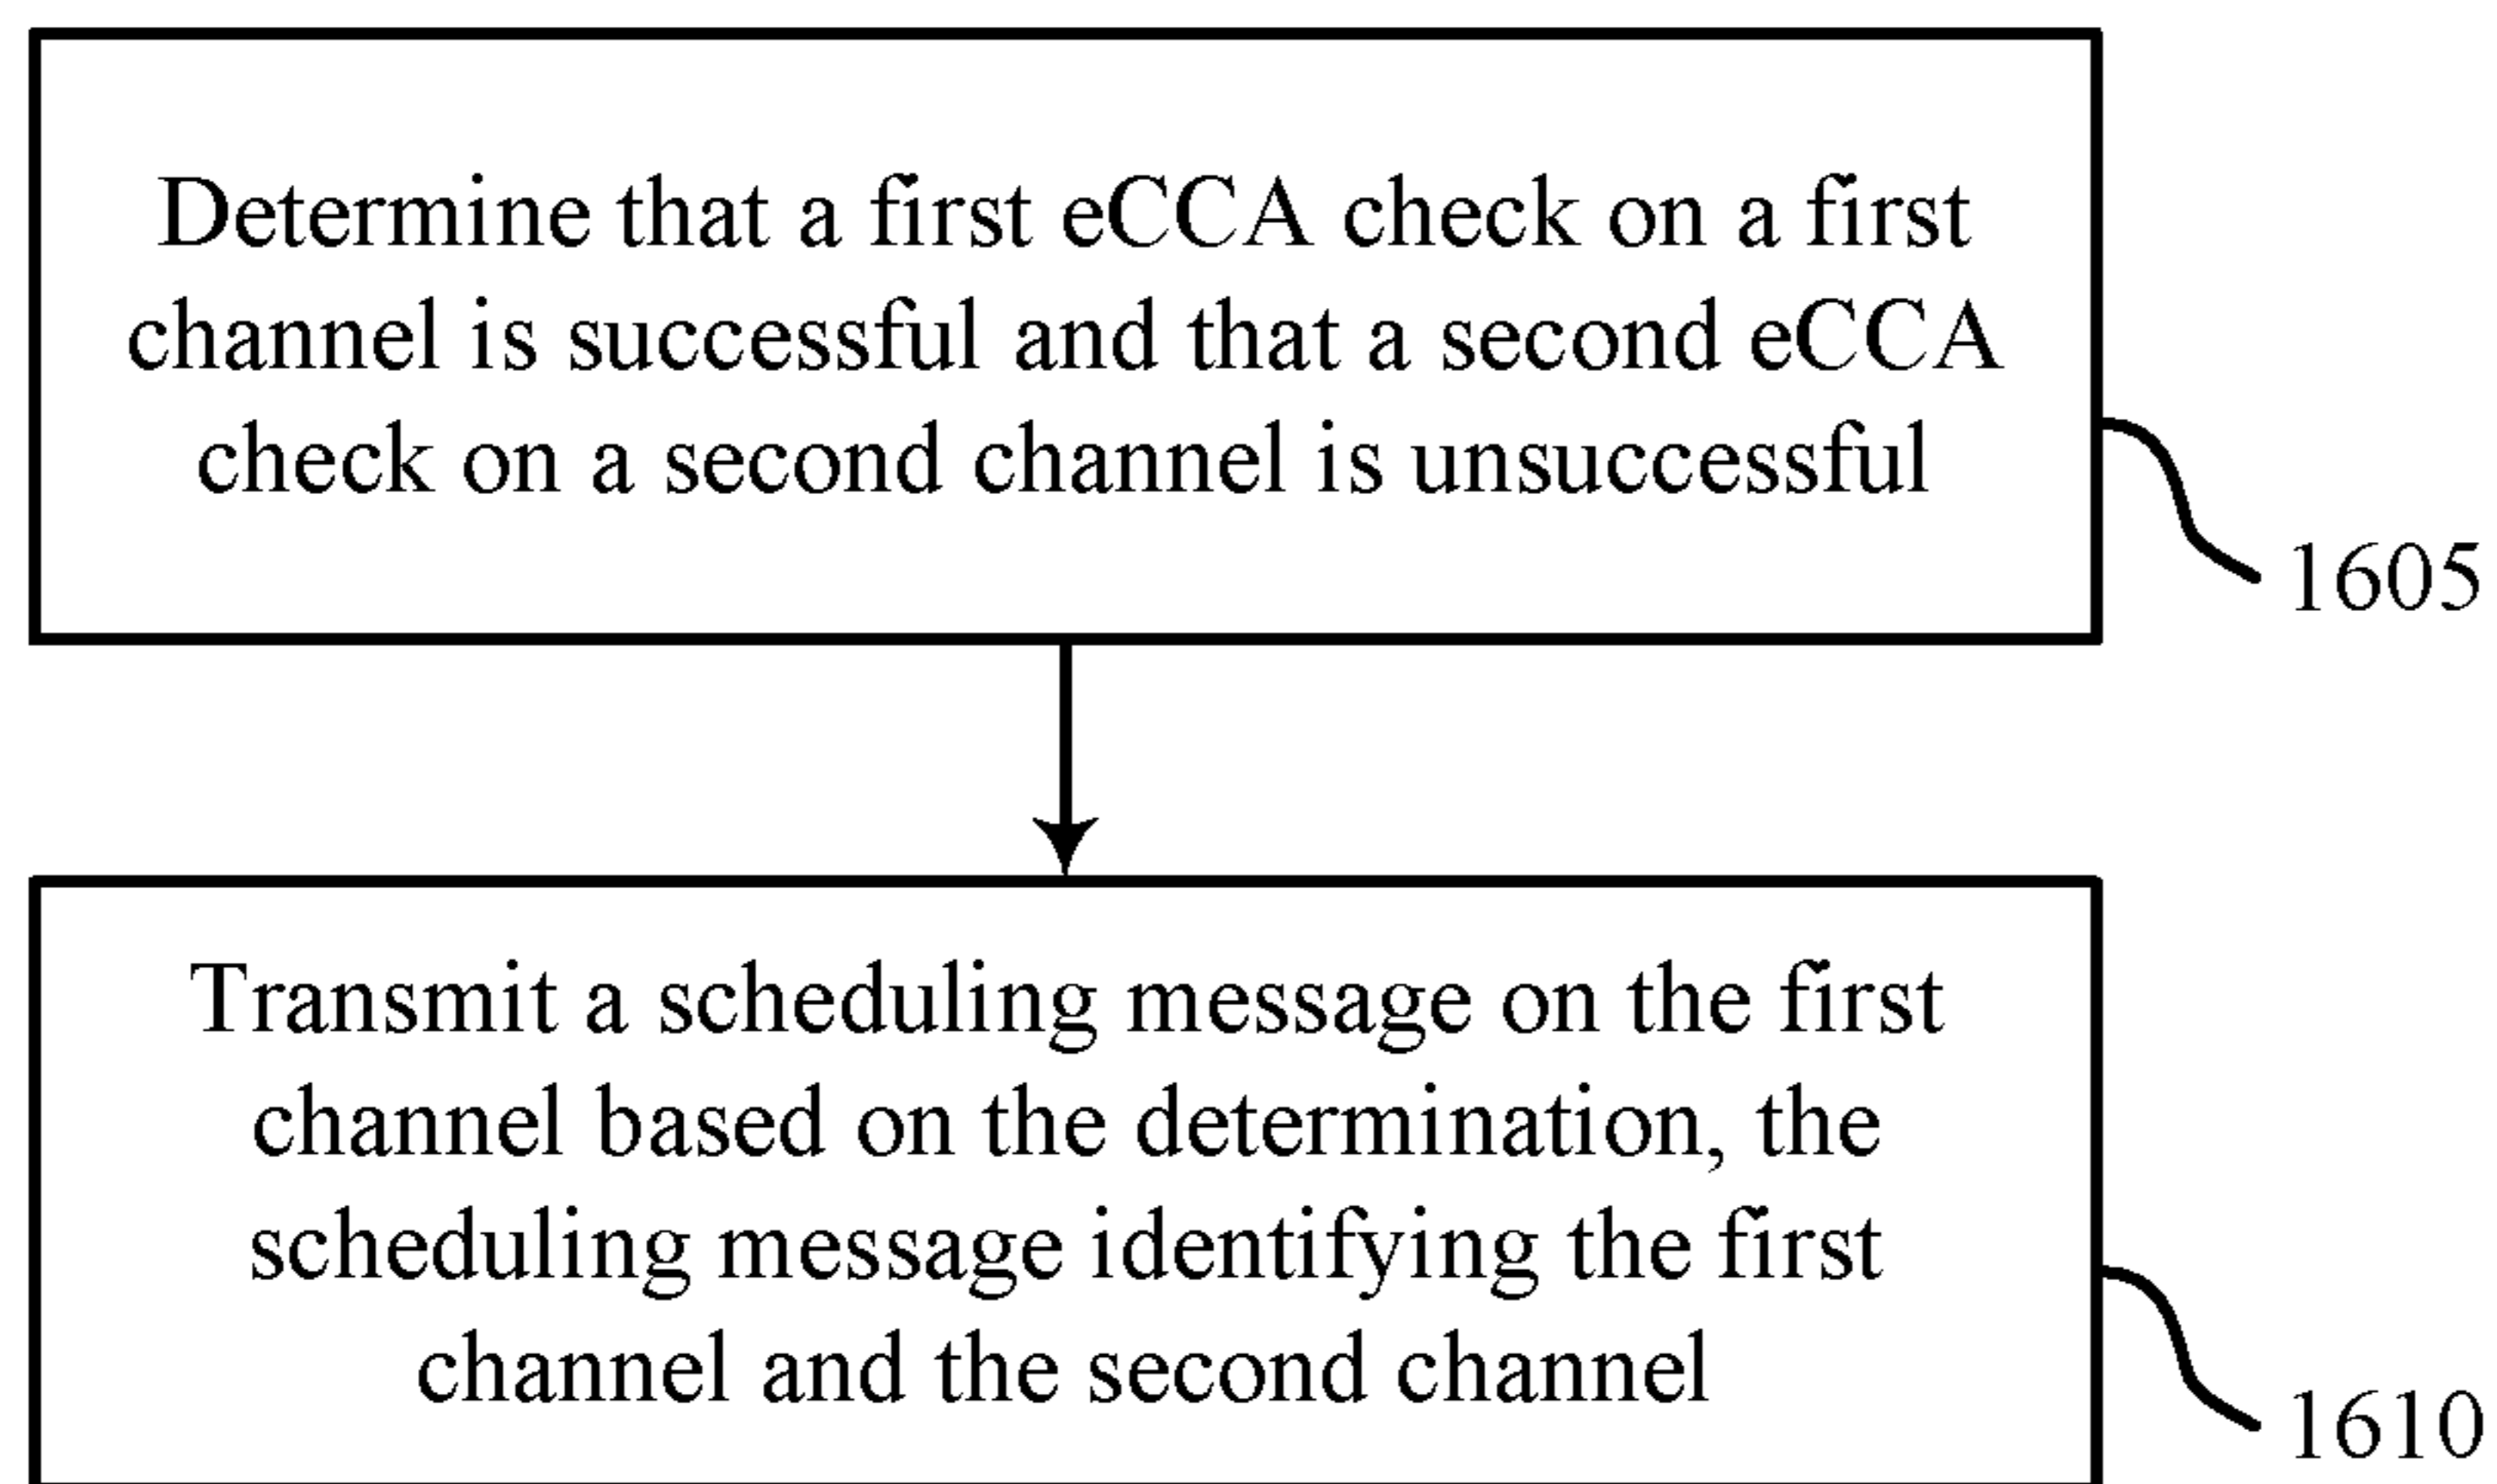 Determine that a first eCCA check on a first
channel is successful and that a second eCCA
check on a second channel is unsuccessful
1605
Transmit a scheduling message on the first
channel based on the determination, the
scheduling message identifying the first
channel and the second channel
1610